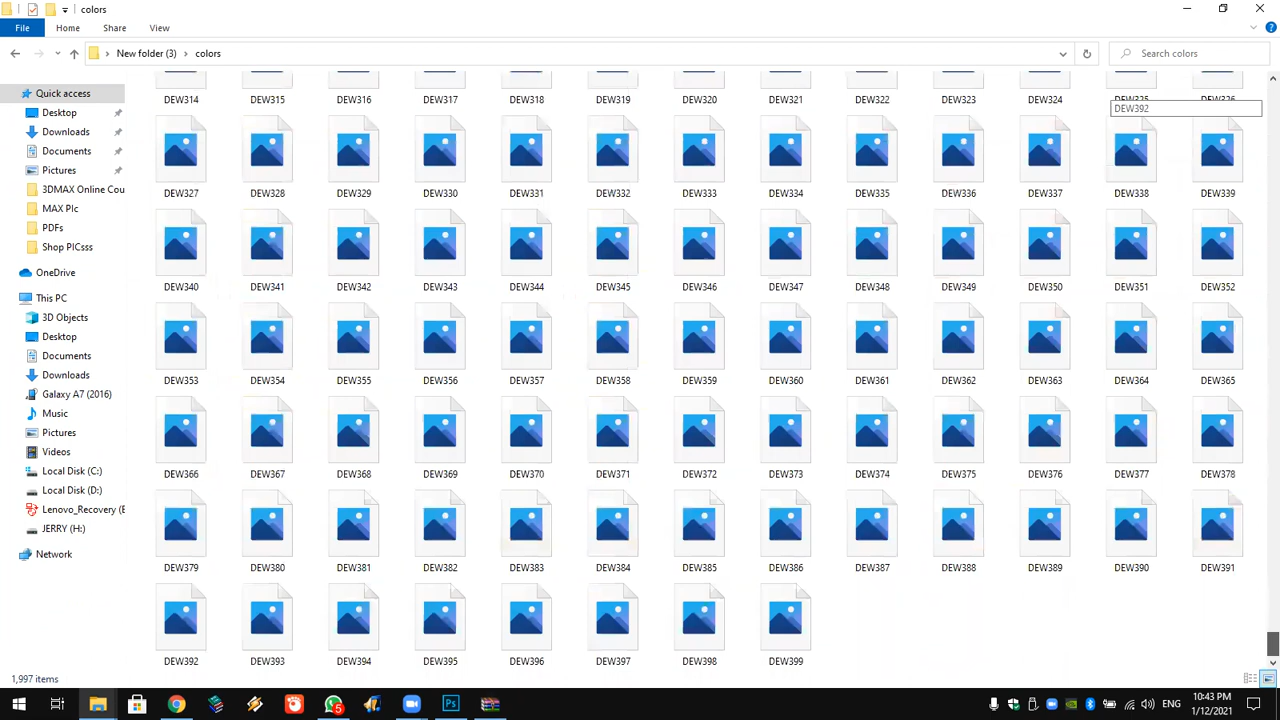 colors
File Home Share View
New folder (3) colors Search colors
Quick access
Desktop
Downloads
Documents
Pictures
3DMAX Online Cou
MAX PIc
PDFs
Shop PICsss
OneDrive
This PC
3D Objects
Desktop
Documents
Downloads
Galaxy A7 (2016)
Music
Pictures
Videos
Local Disk (C:)
Local Disk (D:)
Lenovo_Recovery (E
JERRY (H:)
Network
DEW314 DEW315 DEW316 DEW317 DEW318 DEW319 DEW320 DEW321 DEW322 DEW323 DEW324 DEW325 DEW326
DEW392
DEW327 DEW328 DEW329 DEW330 DEW331 DEW332 DEW333 DEW334 DEW335 DEW336 DEW337 DEW338 DEW339
DEW340 DEW341 DEW342 DEW343 DEW344 DEW345 DEW346 DEW347 DEW348 DEW349 DEW350 DEW351 DEW352
DEW353 DEW354 DEW355 DEW356 DEW357 DEW358 DEW359 DEW360 DEW361 DEW362 DEW363 DEW364 DEW365
DEW366 DEW367 DEW368 DEW369 DEW370 DEW371 DEW372 DEW373 DEW374 DEW375 DEW376 DEW377 DEW378
DEW379 DEW380 DEW381 DEW382 DEW383 DEW384 DEW385 DEW386 DEW387 DEW388 DEW389 DEW390 DEW391
DEW392 DEW393 DEW394 DEW395 DEW396 DEW397 DEW398 DEW399
1,997 items
5 Ps ENG 10:43 PM
1/12/2021